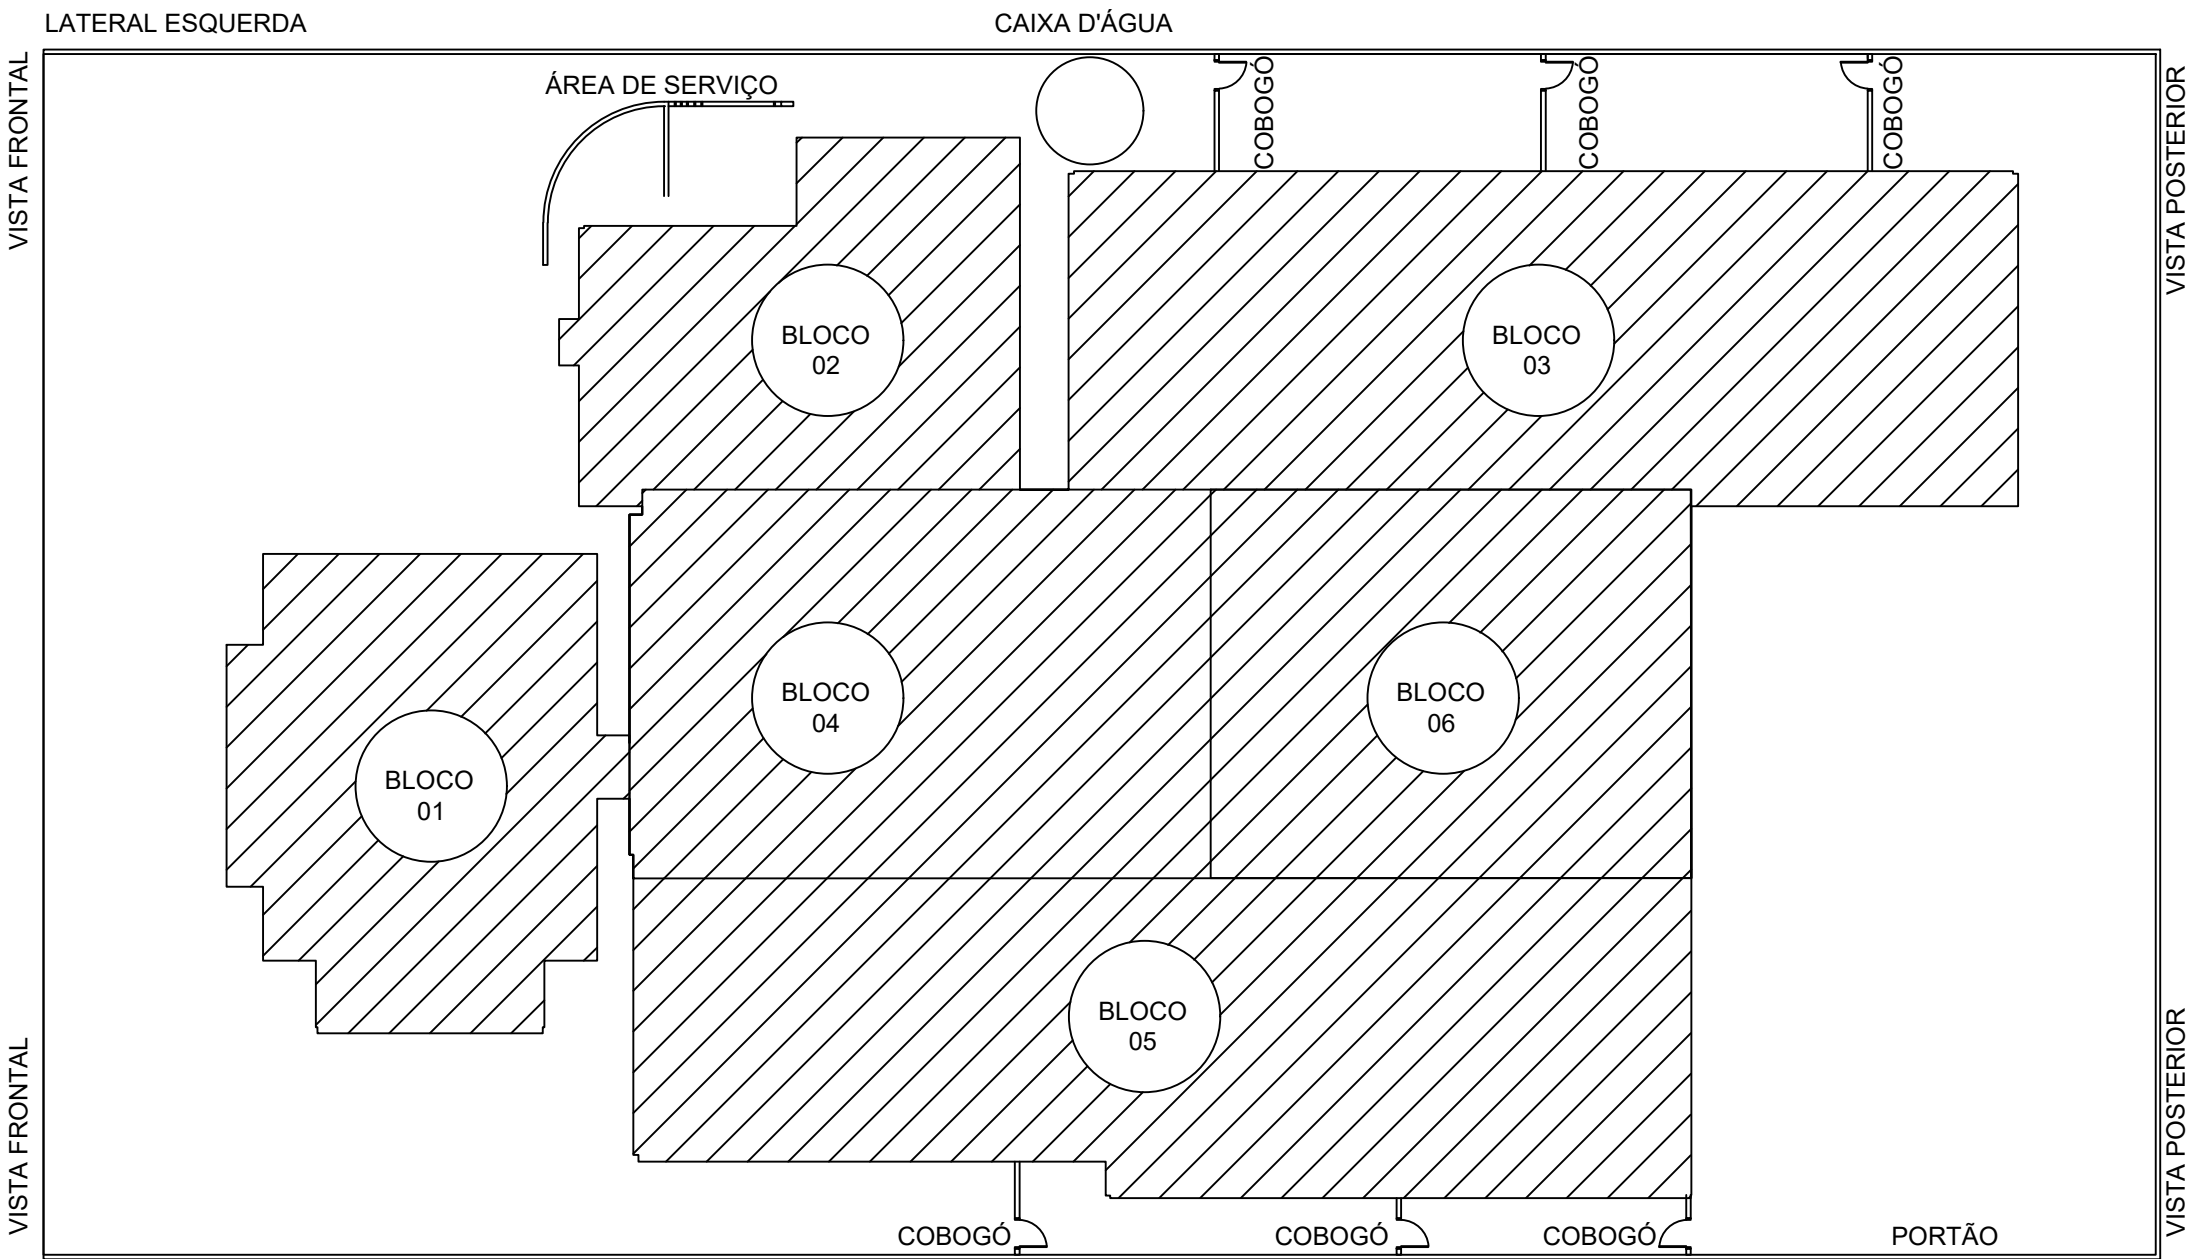 LATERAL ESQUERDA
CAIXA D'ÁGUA
VISTA FRONTAL
ÁREA DE SERVIÇO
COBOGÓ
COBOGÓ
COBOGÓ
VISTA POSTERIOR
BLOCO
02
BLOCO
03
BLOCO
04
BLOCO
06
BLOCO
01
BLOCO
05
VISTA FRONTAL
COBOGÓ
COBOGÓ
COBOGÓ
PORTÃO
VISTA POSTERIOR